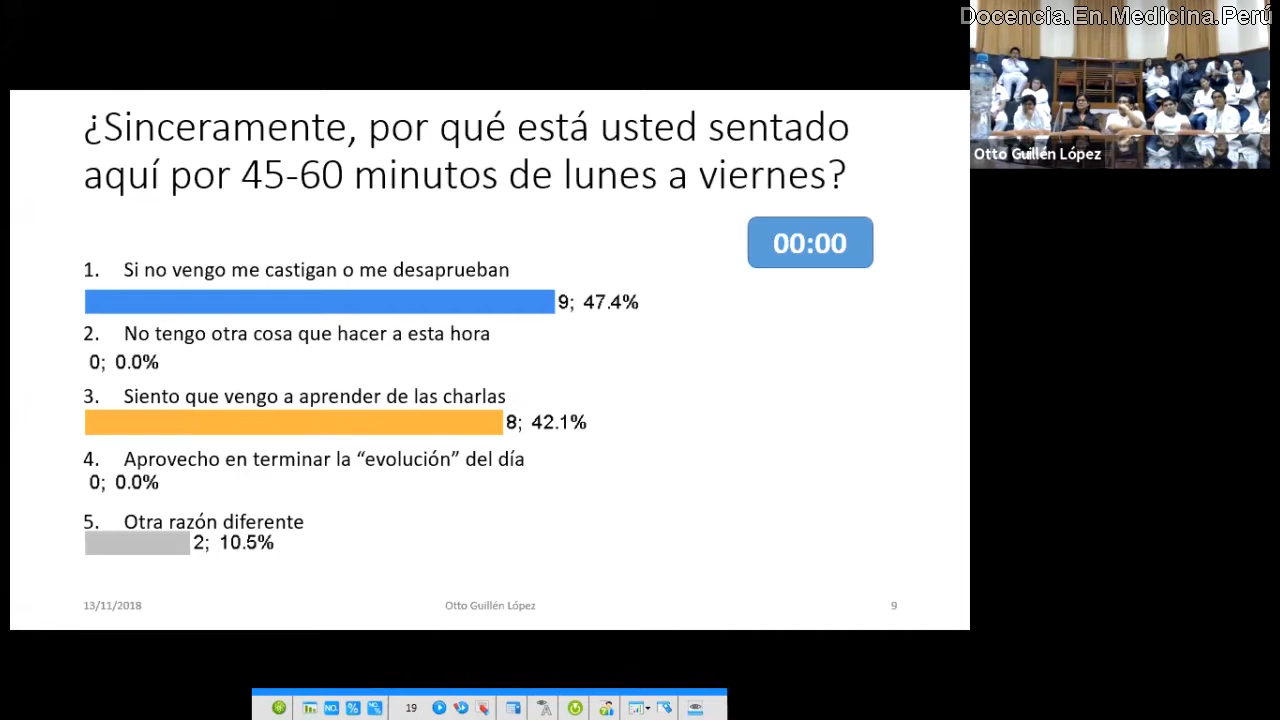 Docencia.En.Medicina.Perú
Otto Guillén López
¿Sinceramente, por qué está usted sentado
aquí por 45-60 minutos de lunes a viernes?
00:00
1. Si no vengo me castigan o me desaprueban
9; 47.4%
2. No tengo otra cosa que hacer a esta hora
0; 0.0%
3. Siento que vengo a aprender de las charlas
8; 42.1%
4. Aprovecho en terminar la “evolución” del día
0; 0.0%
5. Otra razón diferente
2; 10.5%
13/11/2018 Otto Guillén López 9
NO. % NO.% 19